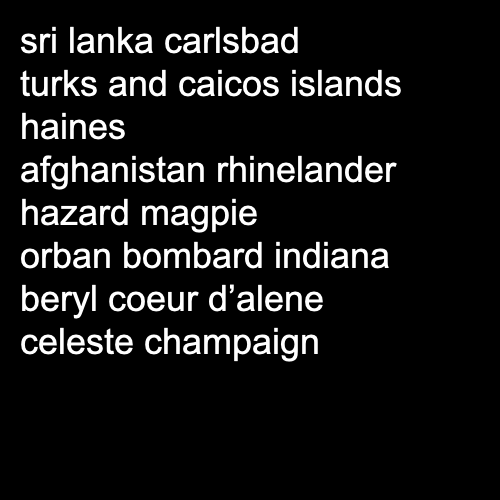 sri lanka carlsbad
turks and caicos islands
haines
afghanistan rhinelander
hazard magpie
orban bombard indiana
beryl coeur d’alene
celeste champaign